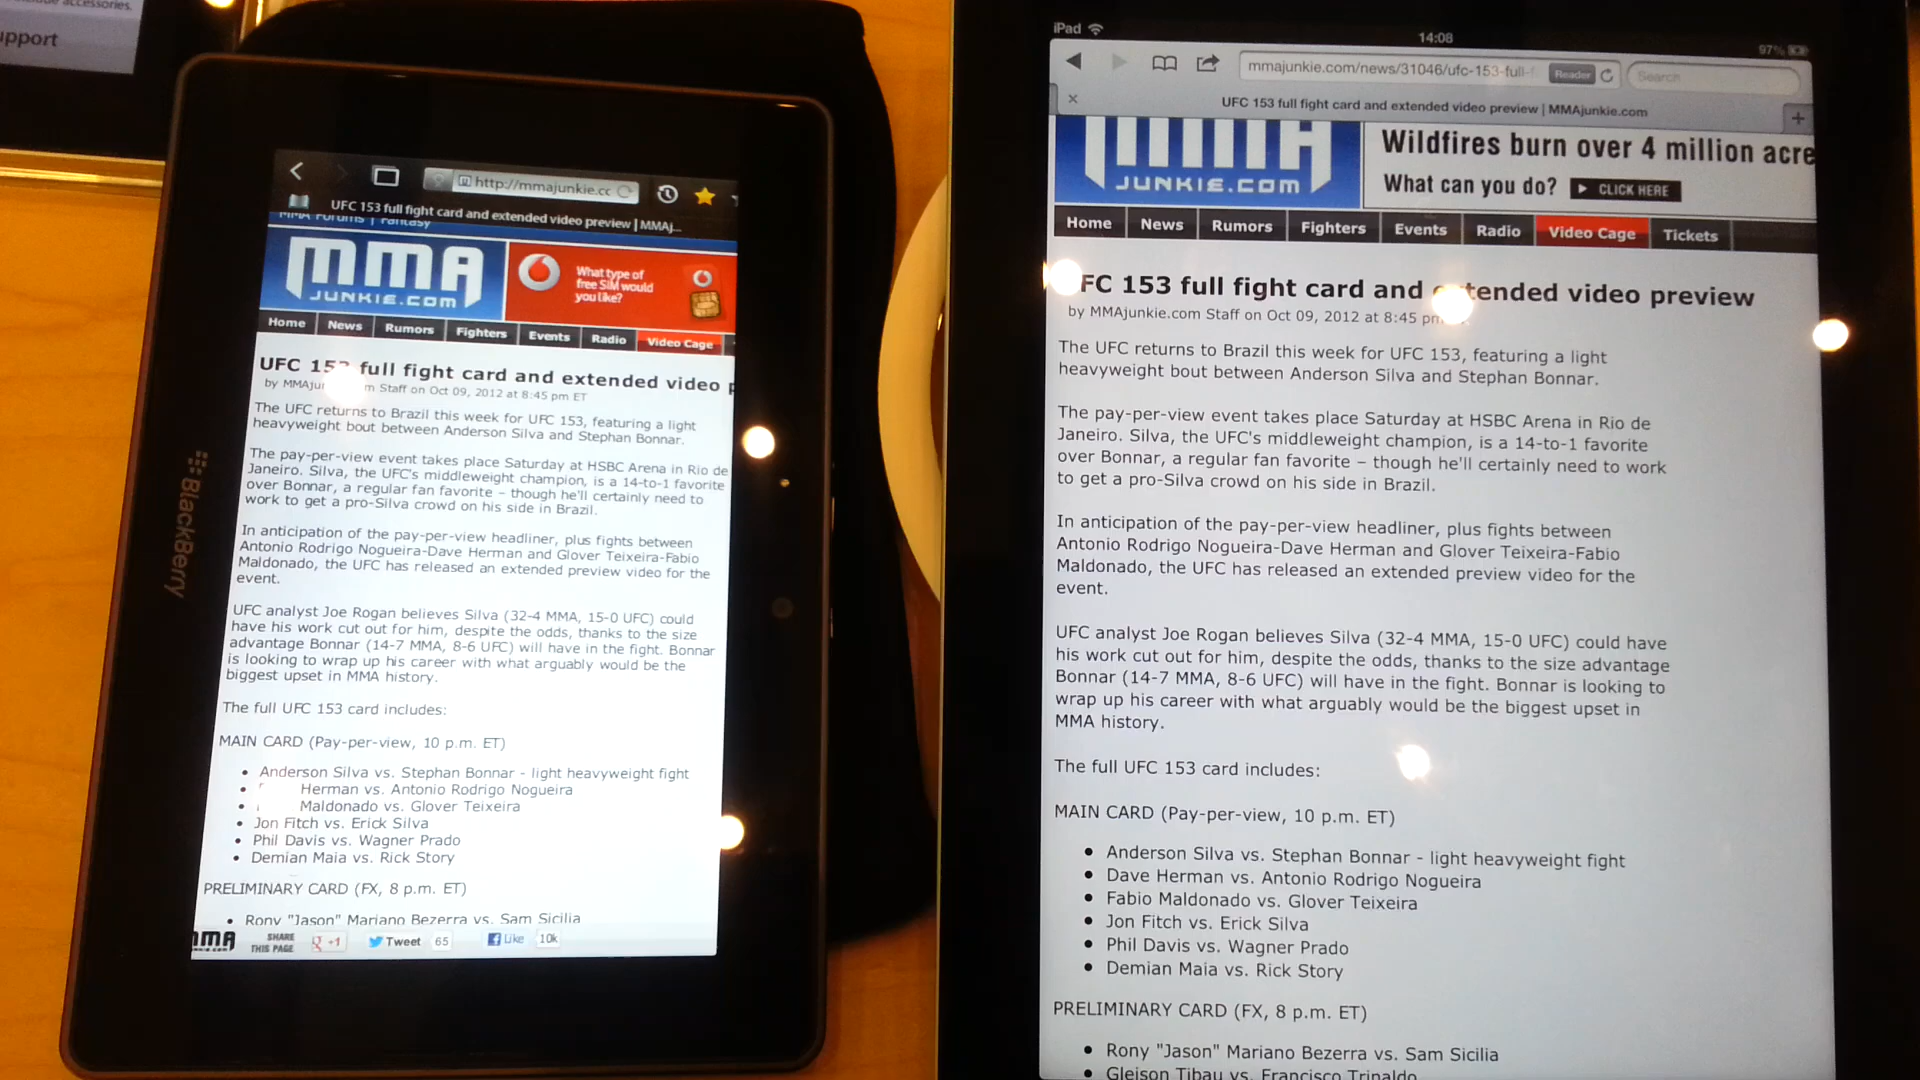 accessories.
upport
BlackBerry
http://mmajunkie.cc
UFC 153 full fight card and extended video preview | MMAj...
MMA Forums | Fantasy
MMA
JUNKIE.COM
What type of
free SIM would
you like?
Home News Rumors Fighters Events Radio Video Cage
UFC 153 full fight card and extended video p
by MMAju m Staff on Oct 09, 2012 at 8:45 pm ET
The UFC returns to Brazil this week for UFC 153, featuring a light
heavyweight bout between Anderson Silva and Stephan Bonnar.
The pay-per-view event takes place Saturday at HSBC Arena in Rio de
Janeiro. Silva, the UFC's middleweight champion, is a 14-to-1 favorite
over Bonnar, a regular fan favorite – though he'll certainly need to
work to get a pro-Silva crowd on his side in Brazil.
In anticipation of the pay-per-view headliner, plus fights between
Antonio Rodrigo Nogueira-Dave Herman and Glover Teixeira-Fabio
Maldonado, the UFC has released an extended preview video for the
event.
UFC analyst Joe Rogan believes Silva (32-4 MMA, 15-0 UFC) could
have his work cut out for him, despite the odds, thanks to the size
advantage Bonnar (14-7 MMA, 8-6 UFC) will have in the fight. Bonnar
is looking to wrap up his career with what arguably would be the
biggest upset in MMA history.
The full UFC 153 card includes:
MAIN CARD (Pay-per-view, 10 p.m. ET)
• Anderson Silva vs. Stephan Bonnar - light heavyweight fight
• Herman vs. Antonio Rodrigo Nogueira
• Maldonado vs. Glover Teixeira
• Jon Fitch vs. Erick Silva
• Phil Davis vs. Wagner Prado
• Demian Maia vs. Rick Story
PRELIMINARY CARD (FX, 8 p.m. ET)
• Rony "Jason" Mariano Bezerra vs. Sam Sicilia
MMA SHARE THIS PAGE +1 Tweet 65 Like 10k
iPad 14:08 97%
mmajunkie.com/news/31046/ufc-153-full-f Reader Search
UFC 153 full fight card and extended video preview | MMAjunkie.com
MMA
JUNKIE.COM
Wildfires burn over 4 million acre
What can you do? CLICK HERE
Home News Rumors Fighters Events Radio Video Cage Tickets
FC 153 full fight card and extended video preview
by MMAjunkie.com Staff on Oct 09, 2012 at 8:45 pm
The UFC returns to Brazil this week for UFC 153, featuring a light
heavyweight bout between Anderson Silva and Stephan Bonnar.
The pay-per-view event takes place Saturday at HSBC Arena in Rio de
Janeiro. Silva, the UFC's middleweight champion, is a 14-to-1 favorite
over Bonnar, a regular fan favorite – though he'll certainly need to work
to get a pro-Silva crowd on his side in Brazil.
In anticipation of the pay-per-view headliner, plus fights between
Antonio Rodrigo Nogueira-Dave Herman and Glover Teixeira-Fabio
Maldonado, the UFC has released an extended preview video for the
event.
UFC analyst Joe Rogan believes Silva (32-4 MMA, 15-0 UFC) could have
his work cut out for him, despite the odds, thanks to the size advantage
Bonnar (14-7 MMA, 8-6 UFC) will have in the fight. Bonnar is looking to
wrap up his career with what arguably would be the biggest upset in
MMA history.
The full UFC 153 card includes:
MAIN CARD (Pay-per-view, 10 p.m. ET)
• Anderson Silva vs. Stephan Bonnar - light heavyweight fight
• Dave Herman vs. Antonio Rodrigo Nogueira
• Fabio Maldonado vs. Glover Teixeira
• Jon Fitch vs. Erick Silva
• Phil Davis vs. Wagner Prado
• Demian Maia vs. Rick Story
PRELIMINARY CARD (FX, 8 p.m. ET)
• Rony "Jason" Mariano Bezerra vs. Sam Sicilia
• Gleison Tibau vs. Francisco Trinaldo